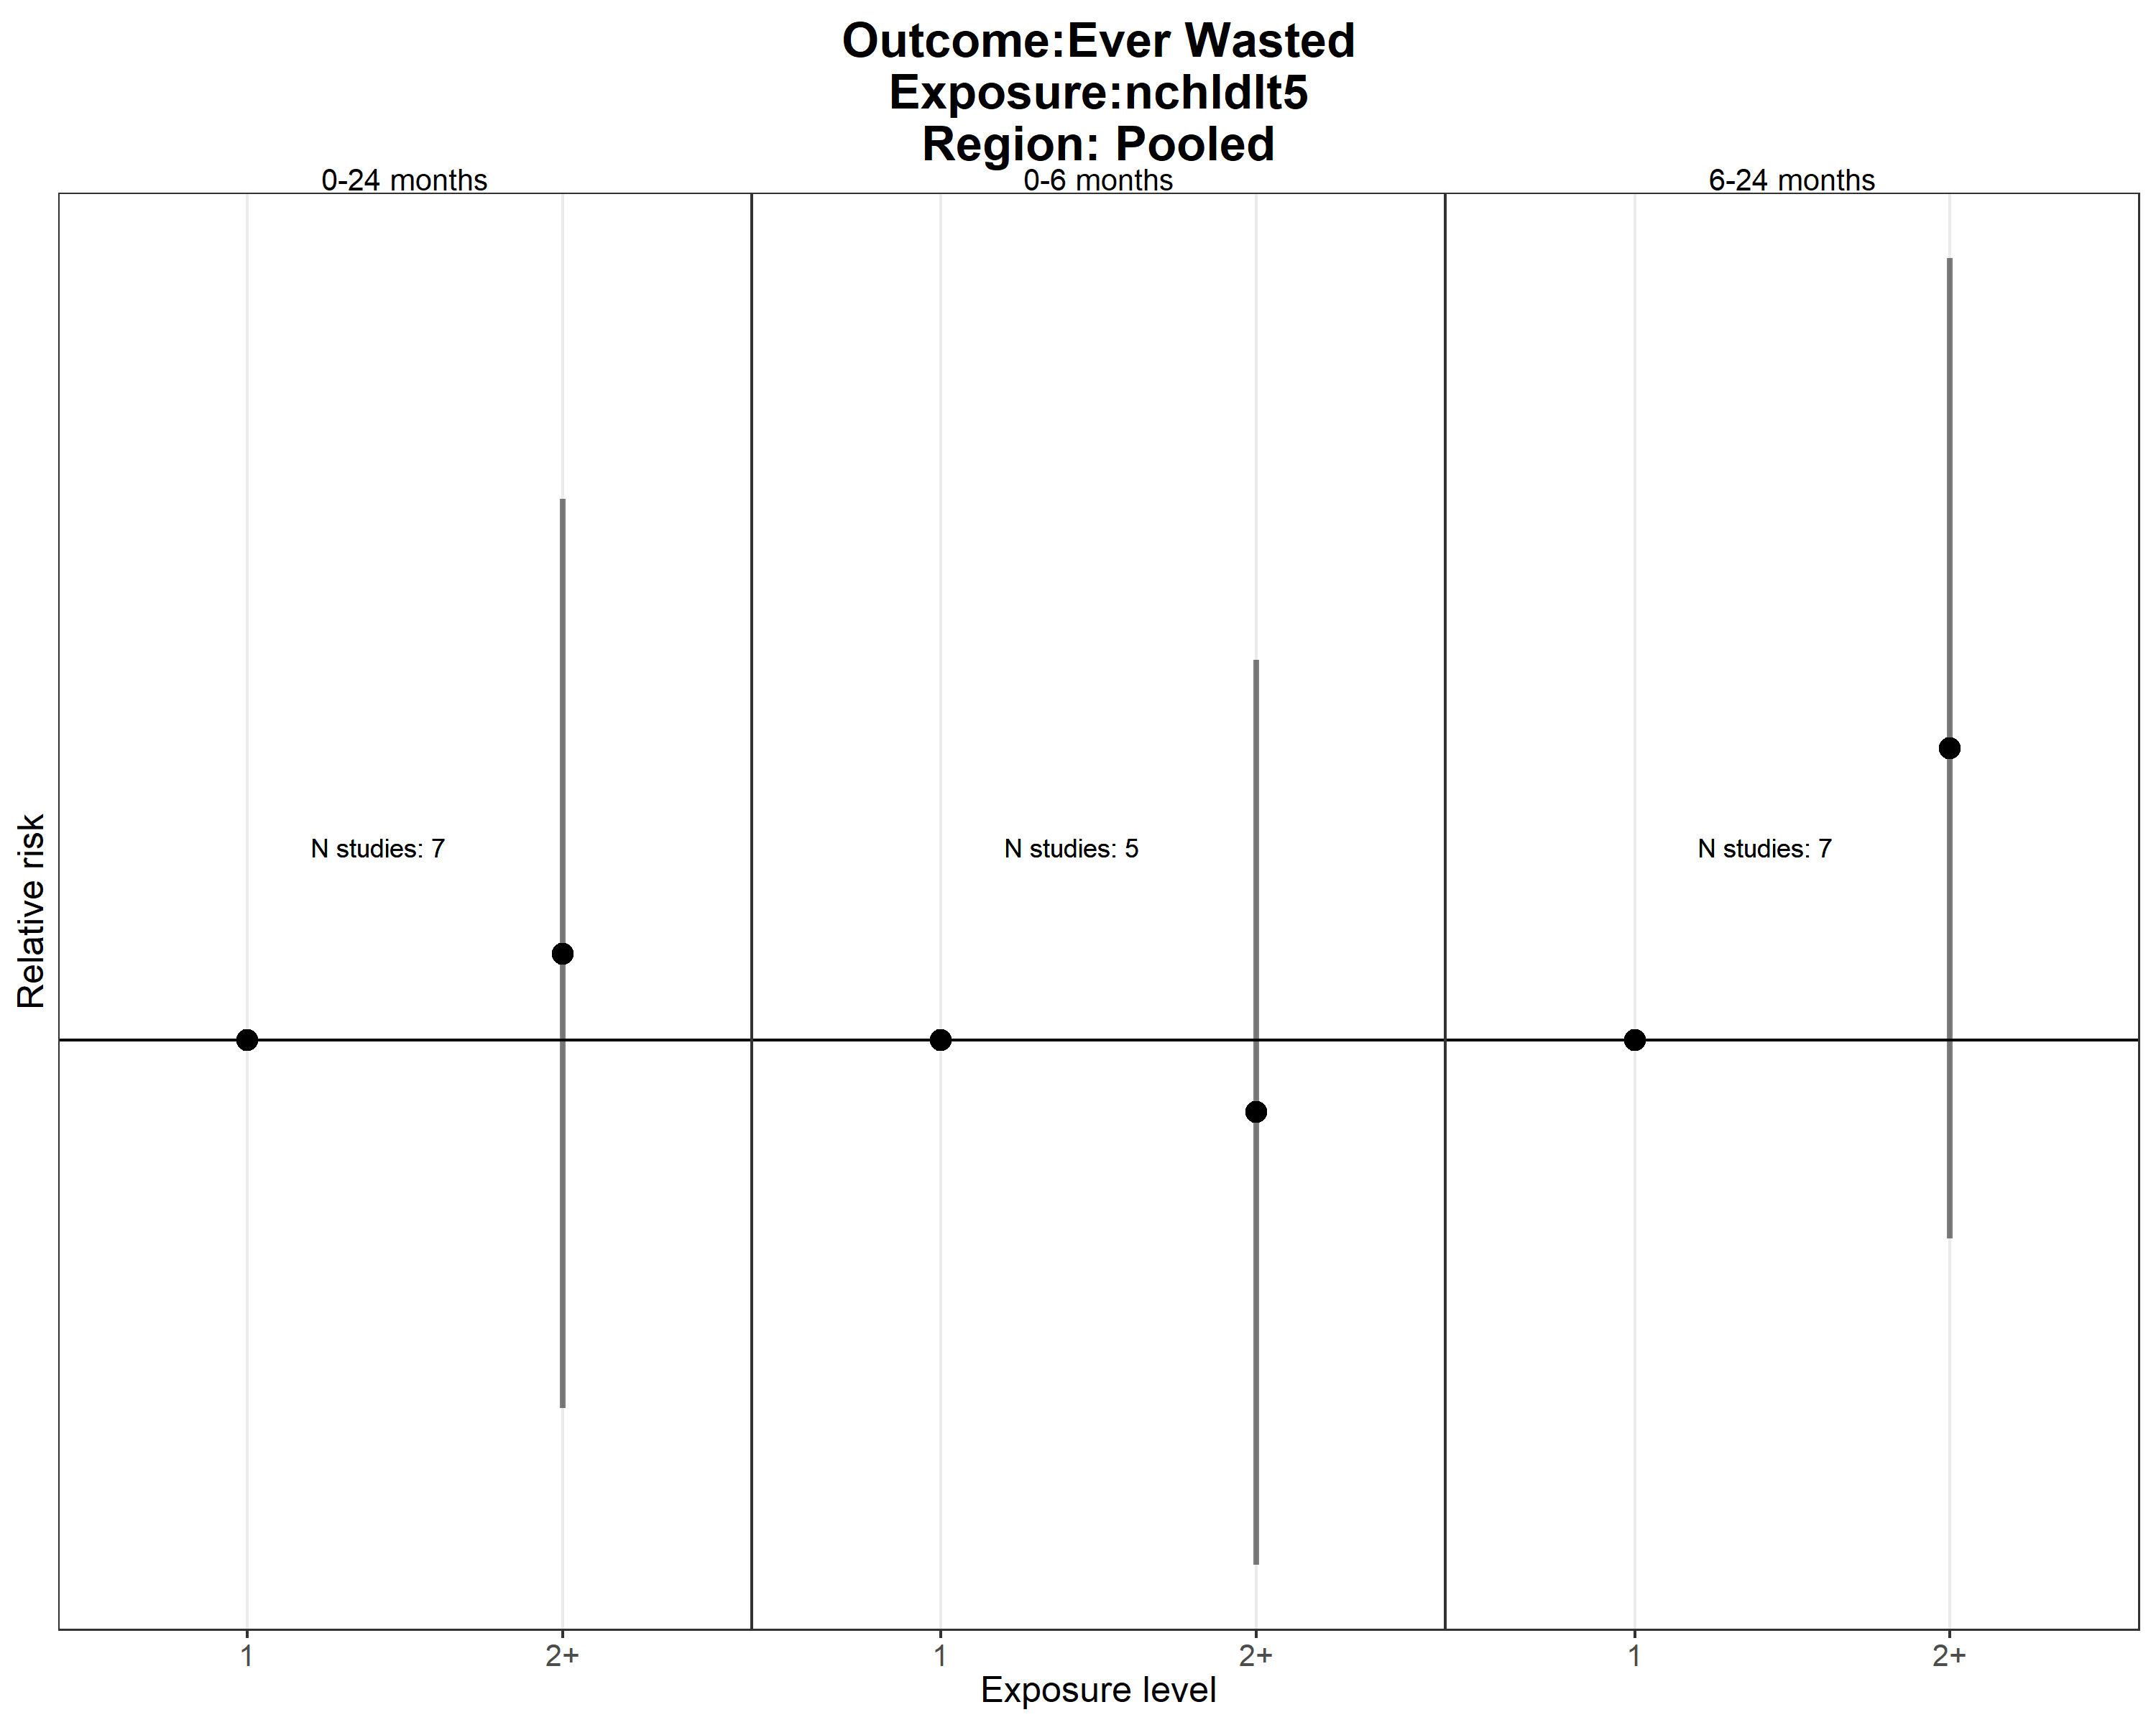 Outcome:Ever Wasted
Exposure:nchldlt5
Region: Pooled
0-24 months
0-6 months
6-24 months
Relative risk
N studies: 7
N studies: 5
N studies: 7
1
2+
1
2+
1
2+
Exposure level